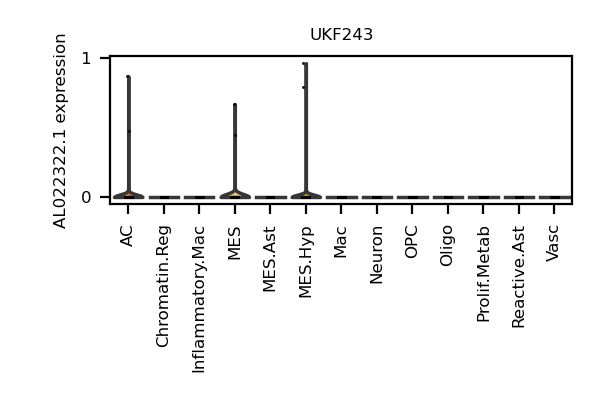 UKF243
AL022322.1 expression
1
0
AC
Chromatin.Reg
Inflammatory.Mac
MES
MES.Ast
MES.Hyp
Mac
Neuron
OPC
Oligo
Prolif.Metab
Reactive.Ast
Vasc